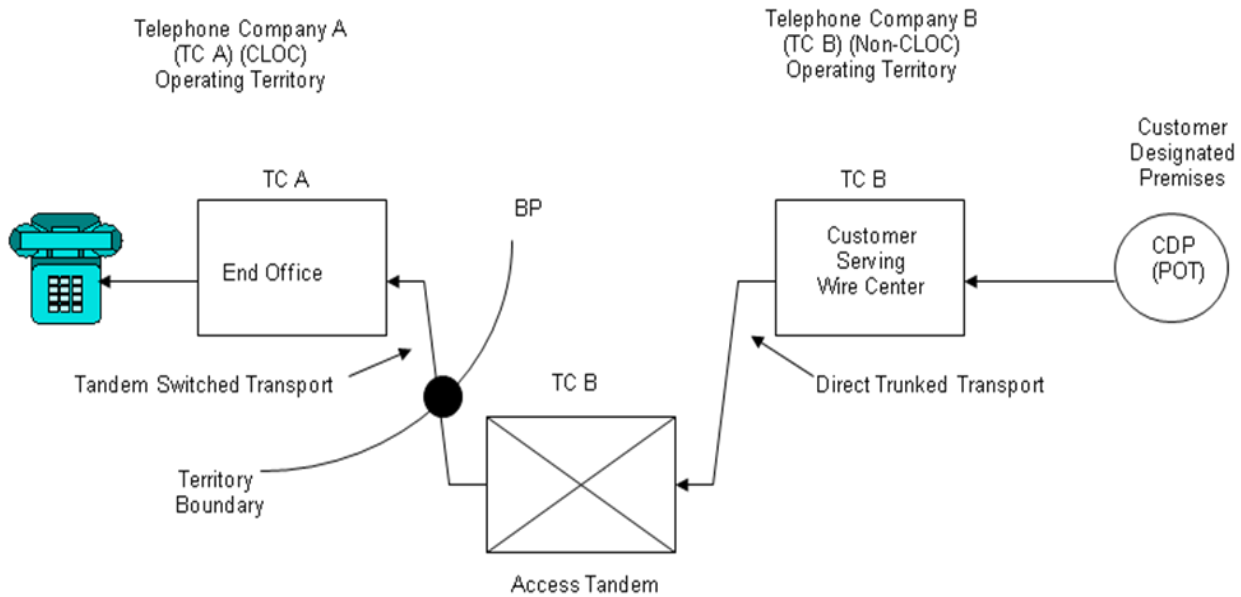 Telephone Company A
(TC A) (CLOC)
Operating Territory
Telephone Company B
(TC B) (Non-CLOC)
Operating Territory
Customer
Designated
Premises
TC A
BP
TC B
End Office
Customer
Serving
Wire Center
CDP
(POT)
Tandem Switched Transport
TC B
Direct Trunked Transport
Territory
Boundary
Access Tandem